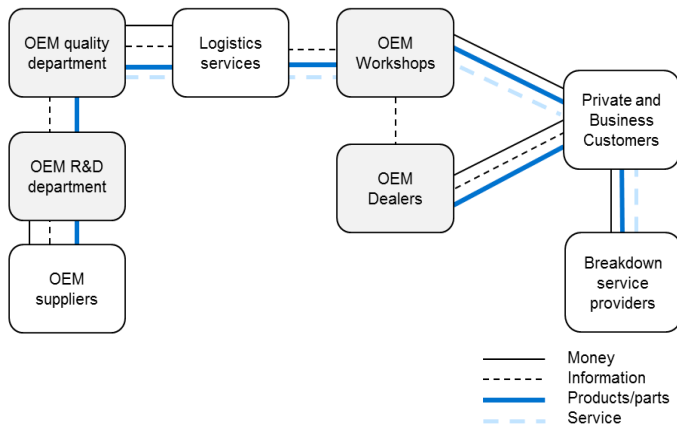 OEM quality
department
Logistics
services
OEM
Workshops
Private and
Business
Customers
OEM R&D
department
OEM
Dealers
OEM
suppliers
Breakdown
service
providers
Money
Information
Products/parts
Service